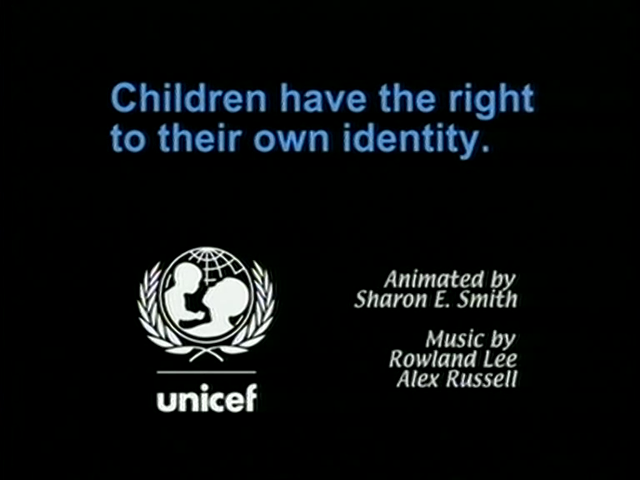 Children have the right
to their own identity.
Animated by
Sharon E. Smith
Music by
Rowland Lee
Alex Russell
unicef